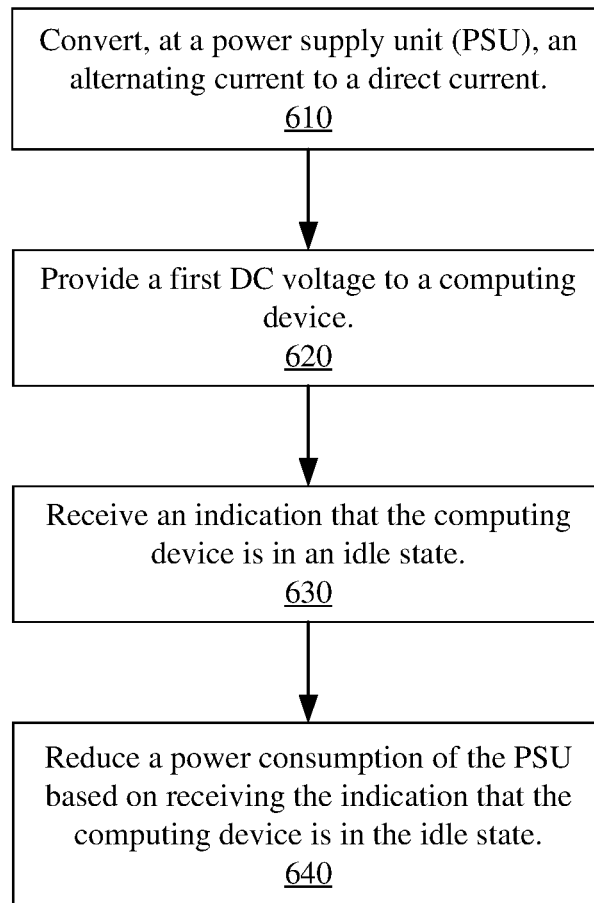 Convert, at a power supply unit (PSU), an
alternating current to a direct current.
610
Provide a first DC voltage to a computing
device.
620
Receive an indication that the computing
device is in an idle state.
630
Reduce a power consumption of the PSU
based on receiving the indication that the
computing device is in the idle state.
640